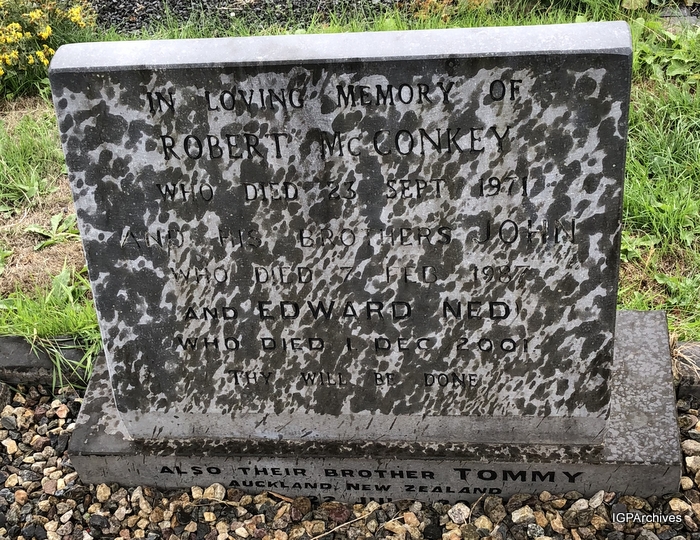 IN LOVING MEMORY OF
ROBERT McCONKEY
WHO DIED 23 SEPT 1971
AND HIS BROTHERS JOHN
WHO DIED 7 FEB 1987
AND EDWARD NED
WHO DIED 1 DEC 2001
THY WILL BE DONE
ALSO THEIR BROTHER TOMMY
AUCKLAND, NEW ZEALAND
IGPArchives